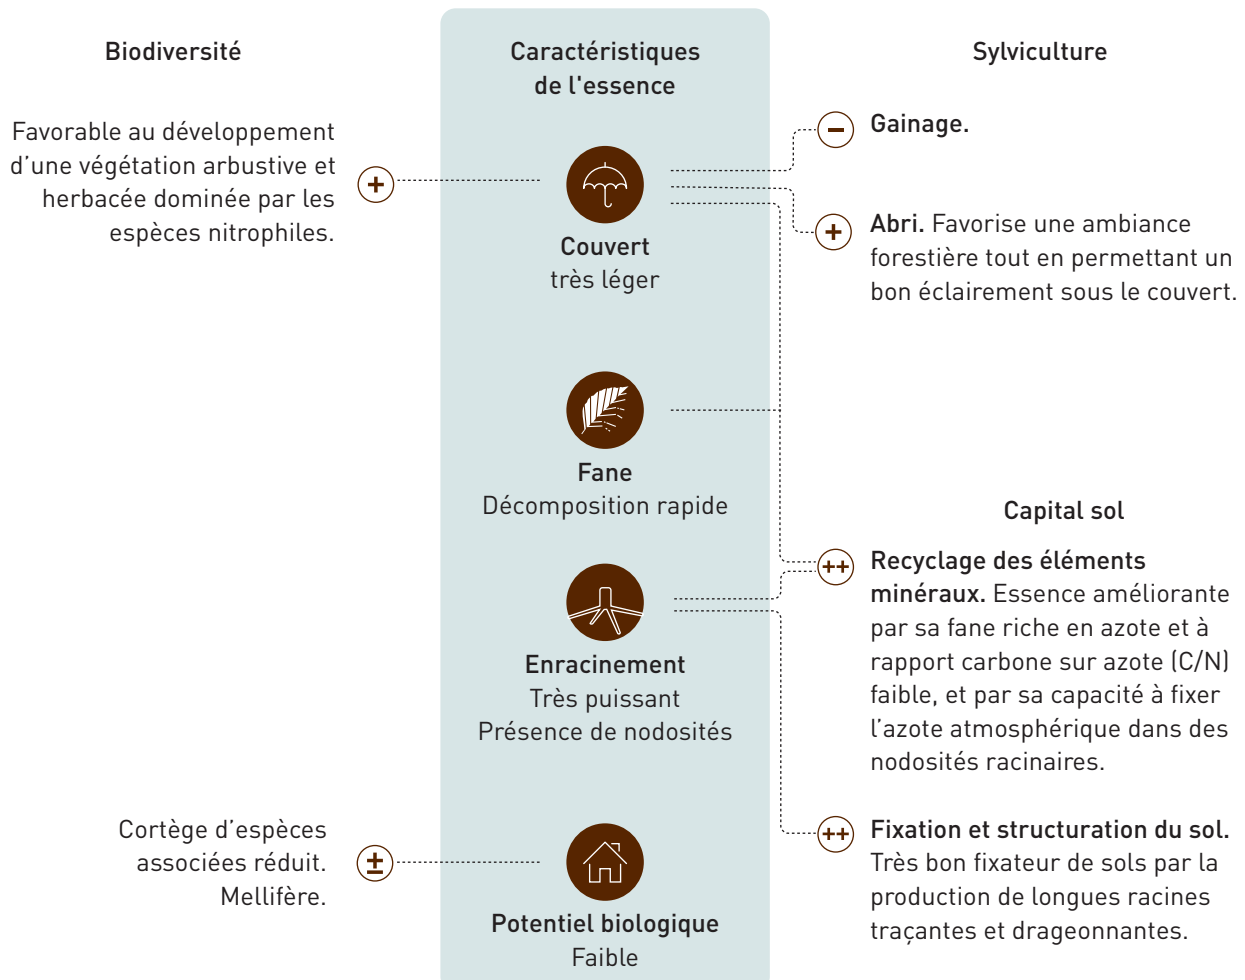 Biodiversité
Favorable au développement
d’une végétation arbustive et
herbacée dominée par les
espèces nitrophiles.
+
Cortège d’espèces
associées réduit.
Mellifère.
±
Caractéristiques
de l'essence
Couvert
très léger
Fane
Décomposition rapide
Enracinement
Très puissant
Présence de nodosités
Potentiel biologique
Faible
Sylviculture
−
Gainage.
+
Abri. Favorise une ambiance
forestière tout en permettant un
bon éclairement sous le couvert.
Capital sol
++
Recyclage des éléments
minéraux. Essence améliorante
par sa fane riche en azote et à
rapport carbone sur azote (C/N)
faible, et par sa capacité à fixer
l’azote atmosphérique dans des
nodosités racinaires.
++
Fixation et structuration du sol.
Très bon fixateur de sols par la
production de longues racines
traçantes et drageonnantes.